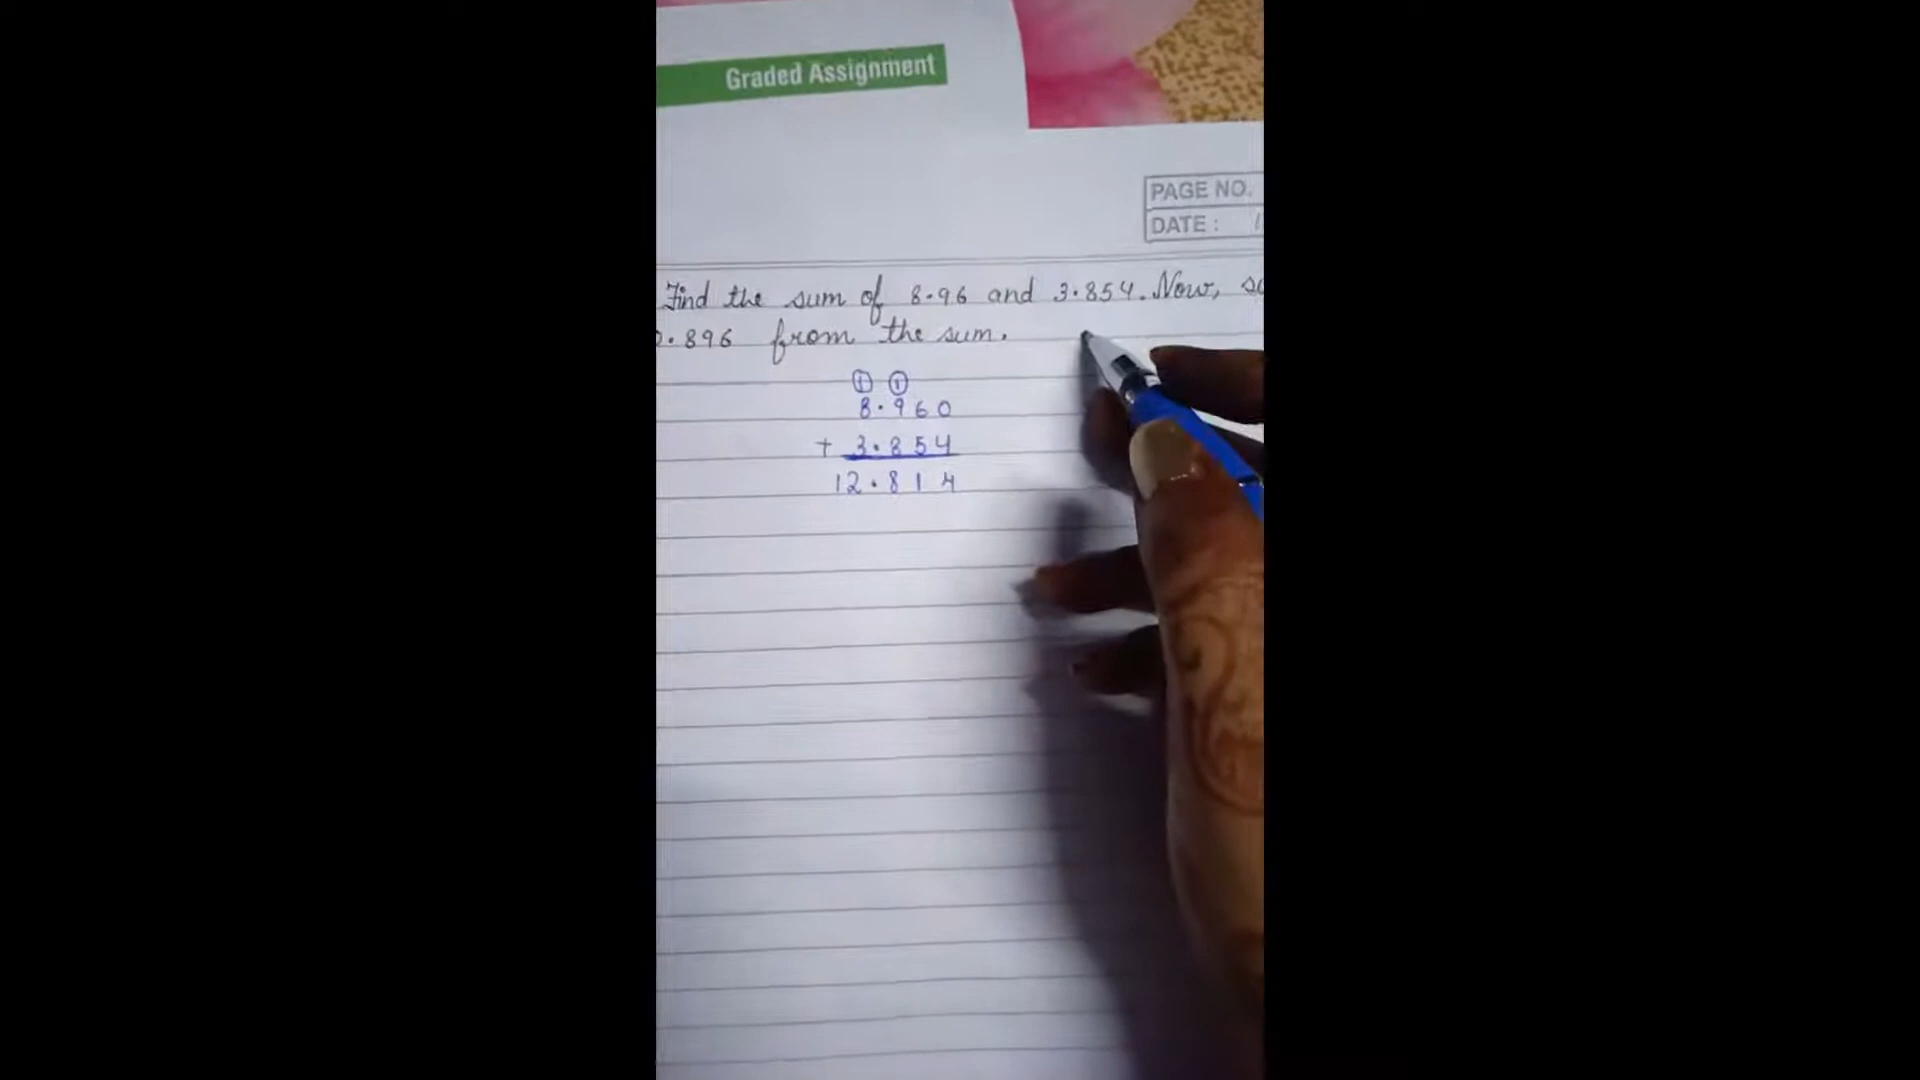 Graded Assignment
PAGE NO.
DATE :
Find the sum of 8.96 and 3.854. Now,
.896 from the sum.
1 1
8.960
+ 3.854
12.814